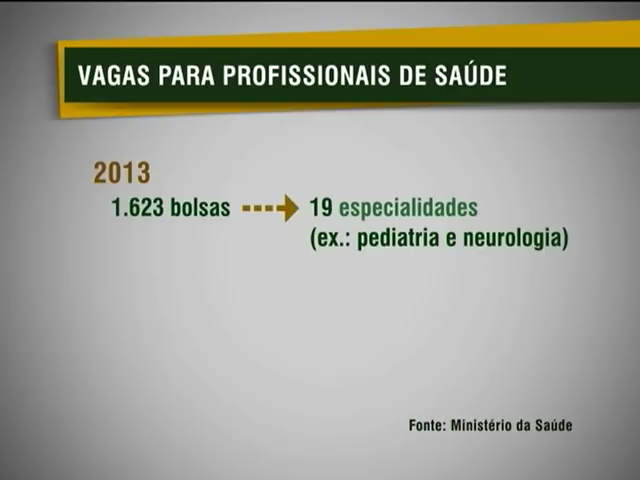 VAGAS PARA PROFISSIONAIS DE SAÚDE
2013
1.623 bolsas 19 especialidades
(ex.: pediatria e neurologia)
Fonte: Ministério da Saúde